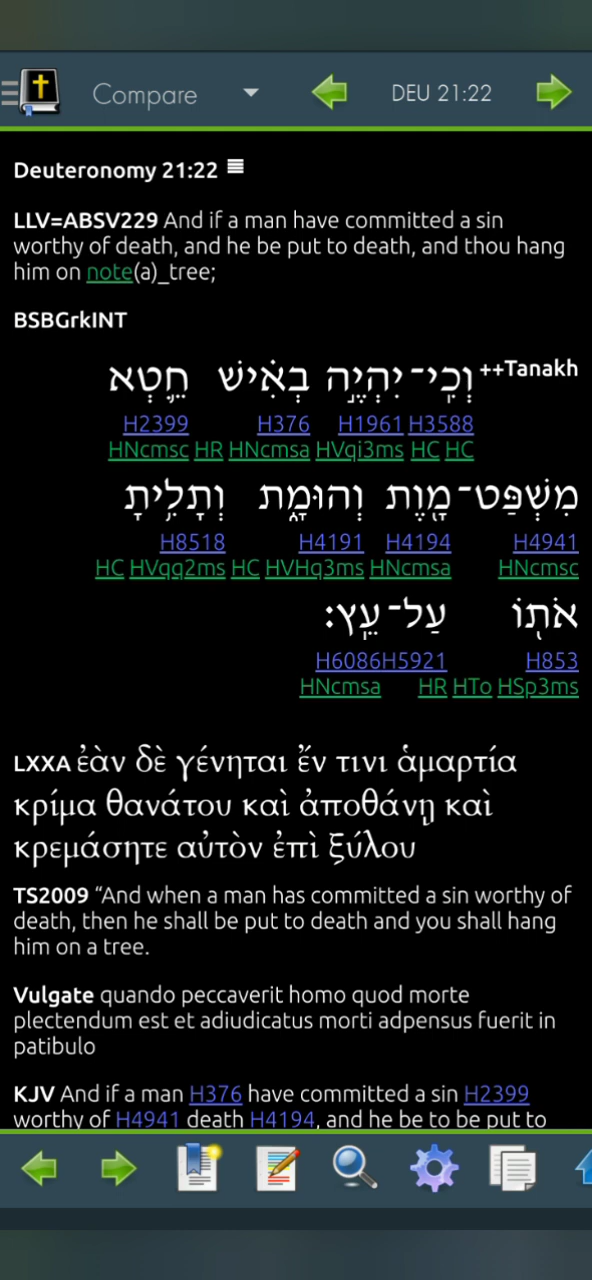 Compare
DEU 21:22
Deuteronomy 21:22
LLV=ABSV229 And if a man have committed a sin
worthy of death, and he be put to death, and thou hang
him on note(a)_tree;
BSBGrkINT
++Tanakh וְכִֽי־ יִהְיֶ֣ה בְאִ֗ישׁ חֵ֛טְא
H2399 H376 H1961 H3588
HNcmsc HR HNcmsa HVqi3ms HC HC
מִשְׁפַּט־ מָ֖וֶת וְהוּמָ֑ת וְתָלִ֥יתָ
H8518 H4191 H4194 H4941
HC HVqq2ms HC HVHq3ms HNcmsa HNcmsc
אֹת֖וֹ עַל־ עֵֽץ׃
H6086H5921 H853
HNcmsa HR HTo HSp3ms
LXXA ἐὰν δὲ γένηται ἔν τινι ἁμαρτία
κρίμα θανάτου καὶ ἀποθάνῃ καὶ
κρεμάσητε αὐτὸν ἐπὶ ξύλου
TS2009 “And when a man has committed a sin worthy of
death, then he shall be put to death and you shall hang
him on a tree.
Vulgate quando peccaverit homo quod morte
plectendum est et adiudicatus morti adpensus fuerit in
patibulo
KJV And if a man H376 have committed a sin H2399
worthy of H4941 death H4194, and he be to be put to